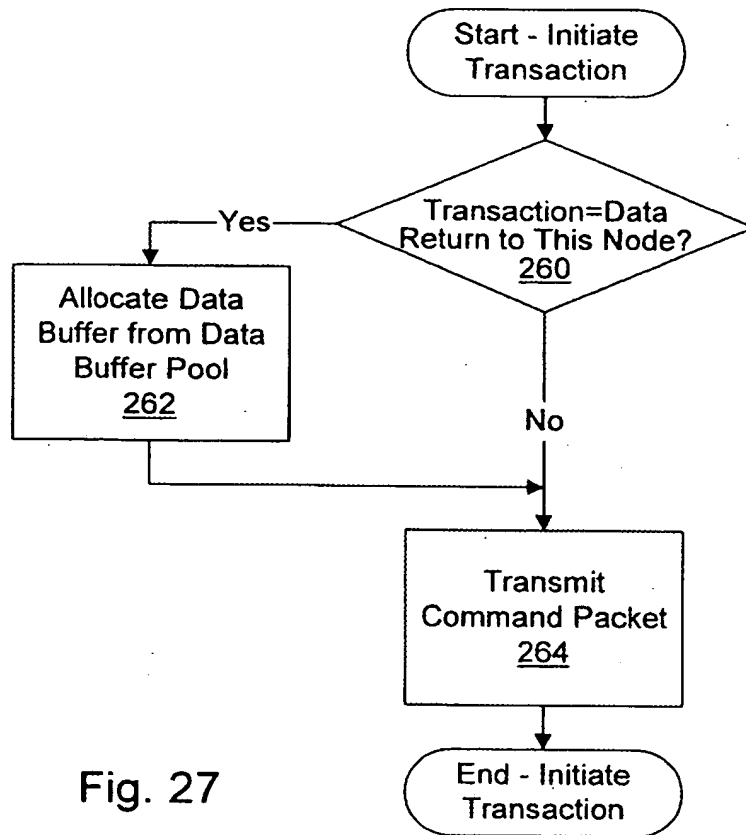 Start - Initiate
Transaction
Transaction=Data
Return to This Node?
260
Yes
Allocate Data
Buffer from Data
Buffer Pool
262
No
Transmit
Command Packet
264
End - Initiate
Transaction
Fig. 27